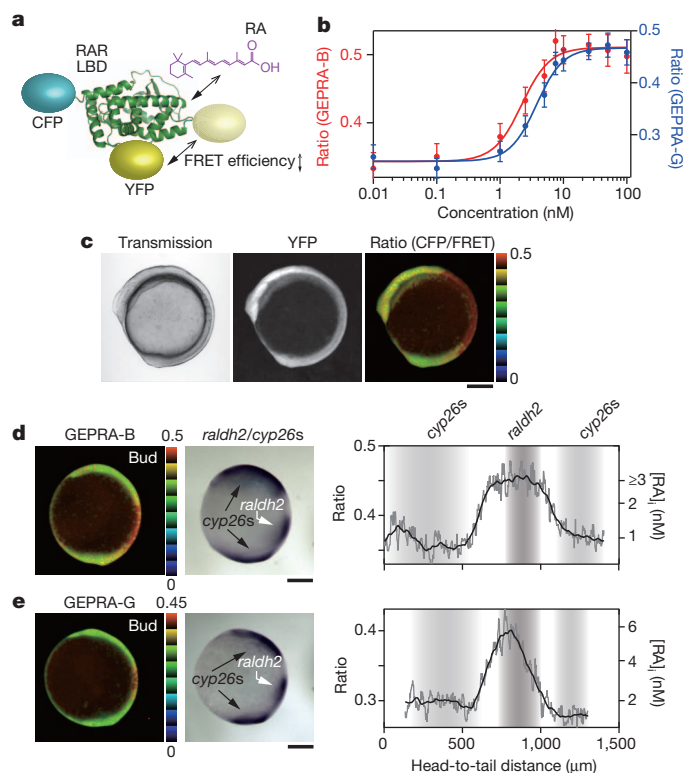 a
RAR
LBD
RA
O
OH
CFP
YFP
FRET efficiency
b
Ratio (GEPRA-B)
0.5
0.4
0.5
0.4
0.3
Ratio (GEPRA-G)
0.01 0.1 1 10 100
Concentration (nM)
c
Transmission
YFP
Ratio (CFP/FRET)
0.5
0
d
GEPRA-B
Bud
0.5
0
raldh2/cyp26s
raldh2
cyp26s
cyp26s
raldh2
cyp26s
Ratio
0.5
0.4
≥3
2
1
[RA]i (nM)
e
GEPRA-G
0.45
Bud
0
raldh2
cyp26s
Ratio
0.4
0.3
6
5
2
[RA]i (nM)
0 500 1,000 1,500
Head-to-tail distance (μm)